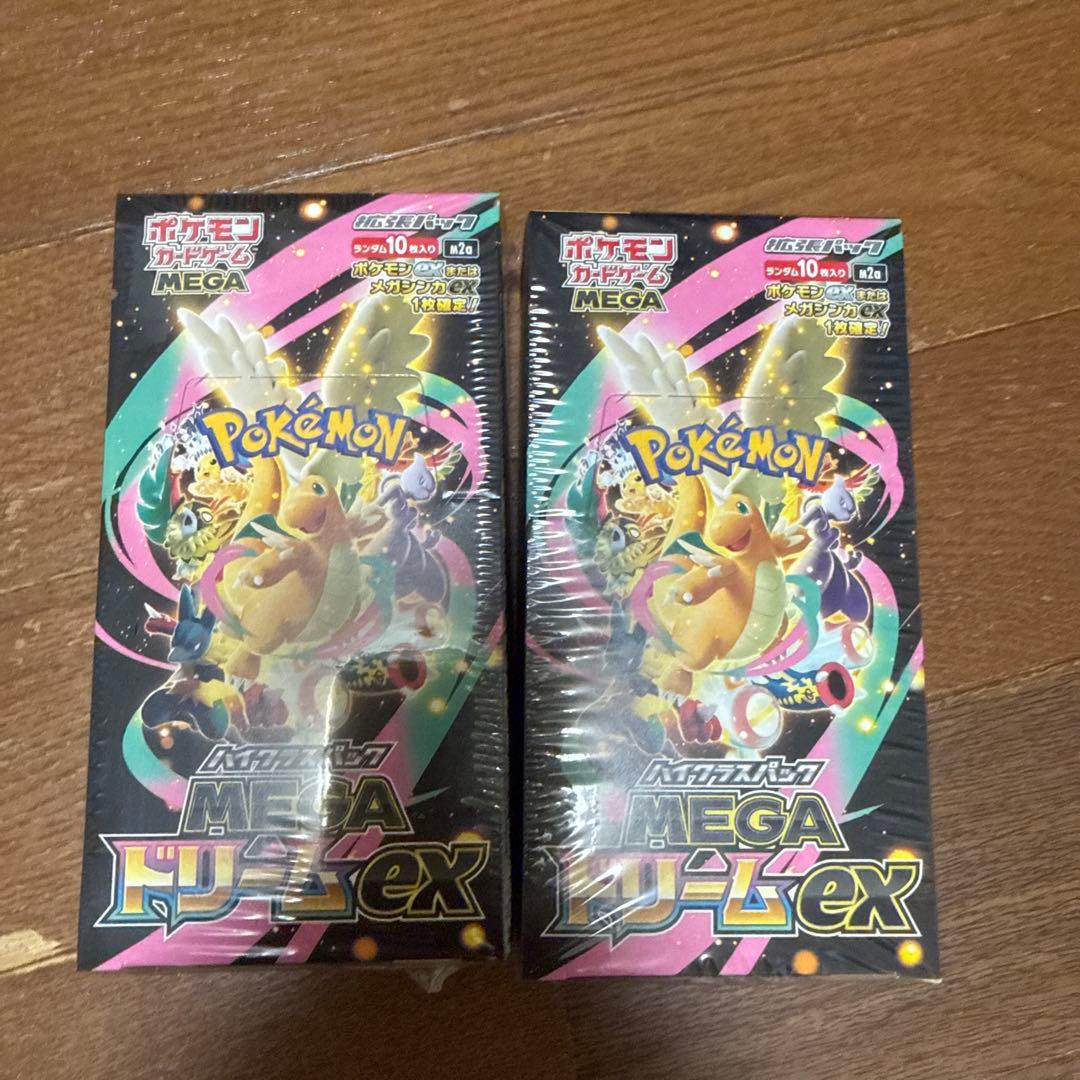 ポケモン
カードゲーム
MEGA
拡張パック
ランダム10枚入り M2a
ポケモンexまたは
メガシンカex
1枚確定!
POKÉMON
ハイクラスパック
MEGA
ドリームex
ポケモン
カードゲーム
MEGA
拡張パック
ランダム10枚入り M2a
ポケモンexまたは
メガシンカex
1枚確定!
POKÉMON
ハイクラスパック
MEGA
ドリームex